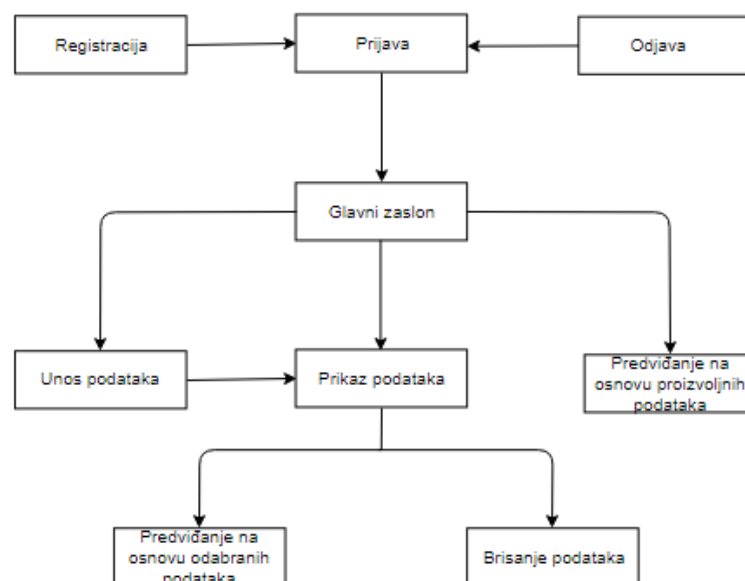 Registracija
Prijava
Odjava
Glavni zaslon
Unos podataka
Prikaz podataka
Predviđanje na
osnovu proizvoljnih
podataka
Predviđanje na
osnovu odabranih
podataka
Brisanje podataka